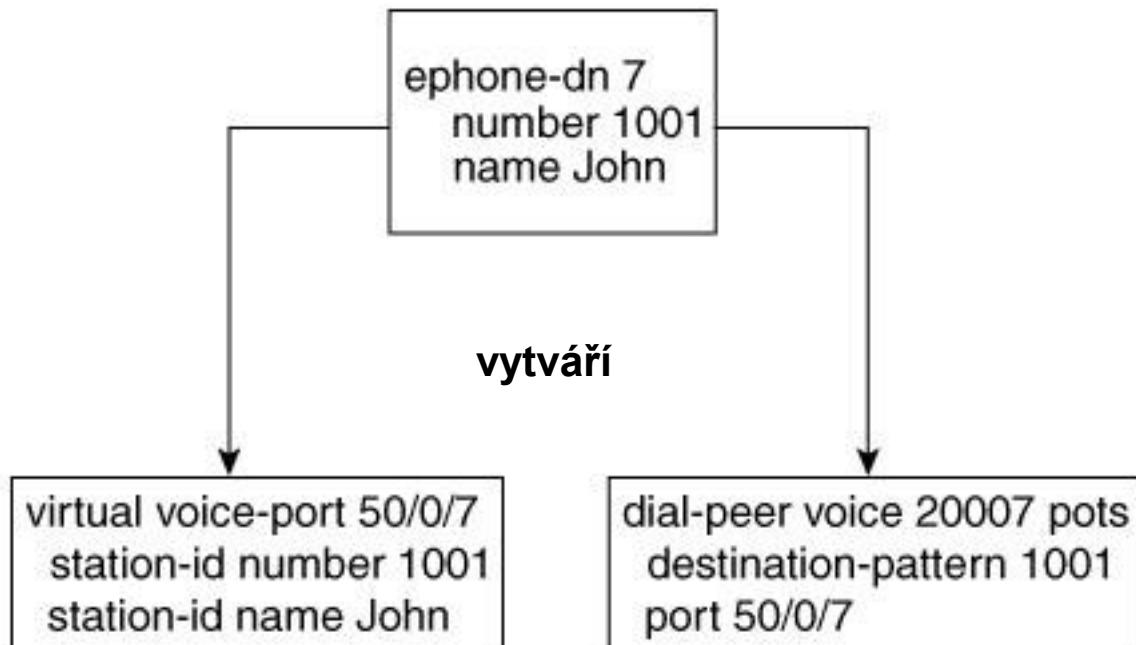 ephone-dn 7
number 1001
name John
vytváří
virtual voice-port 50/0/7
station-id number 1001
station-id name John
dial-peer voice 20007 pots
destination-pattern 1001
port 50/0/7